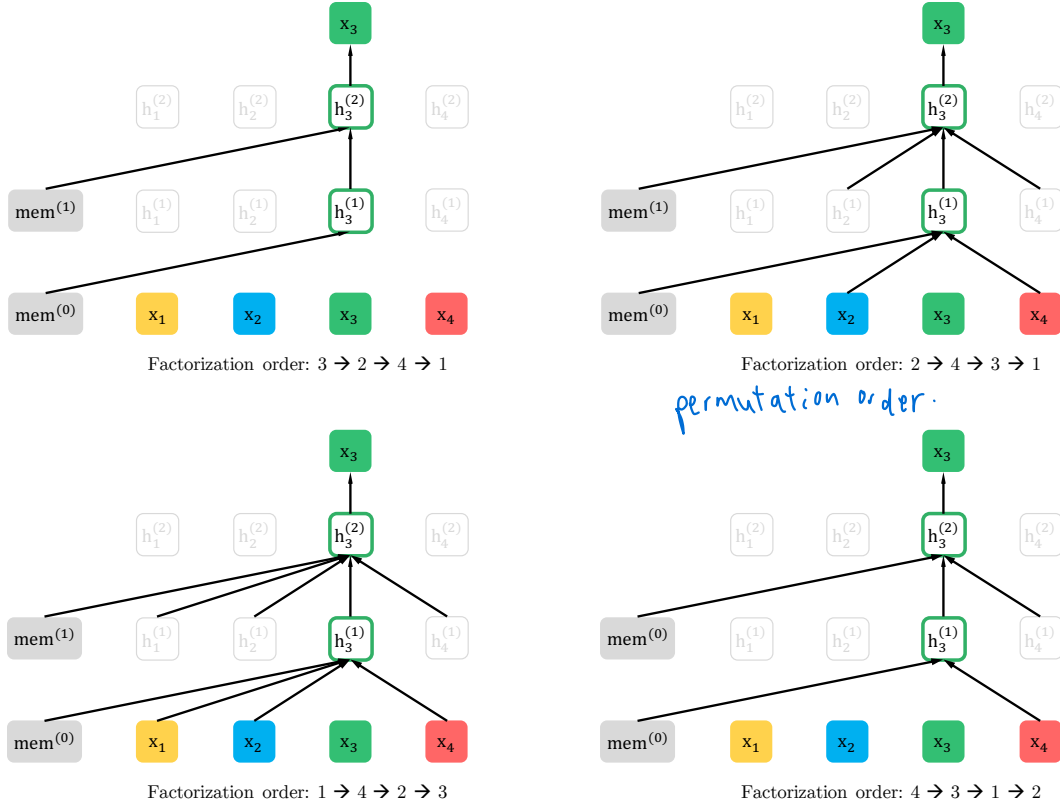 x₃ x₃
h₁⁽²⁾ h₂⁽²⁾ h₃⁽²⁾ h₄⁽²⁾ h₁⁽²⁾ h₂⁽²⁾ h₃⁽²⁾ h₄⁽²⁾
mem⁽¹⁾ h₁⁽¹⁾ h₂⁽¹⁾ h₃⁽¹⁾ h₄⁽¹⁾ mem⁽¹⁾ h₁⁽¹⁾ h₂⁽¹⁾ h₃⁽¹⁾ h₄⁽¹⁾
mem⁽⁰⁾ x₁ x₂ x₃ x₄ mem⁽⁰⁾ x₁ x₂ x₃ x₄
Factorization order: 3 → 2 → 4 → 1 Factorization order: 2 → 4 → 3 → 1
permutation order.
x₃ x₃
h₁⁽²⁾ h₂⁽²⁾ h₃⁽²⁾ h₄⁽²⁾ h₁⁽²⁾ h₂⁽²⁾ h₃⁽²⁾ h₄⁽²⁾
mem⁽¹⁾ h₁⁽¹⁾ h₂⁽¹⁾ h₃⁽¹⁾ h₄⁽¹⁾ mem⁽⁰⁾ h₁⁽¹⁾ h₂⁽¹⁾ h₃⁽¹⁾ h₄⁽¹⁾
mem⁽⁰⁾ x₁ x₂ x₃ x₄ mem⁽⁰⁾ x₁ x₂ x₃ x₄
Factorization order: 1 → 4 → 2 → 3 Factorization order: 4 → 3 → 1 → 2